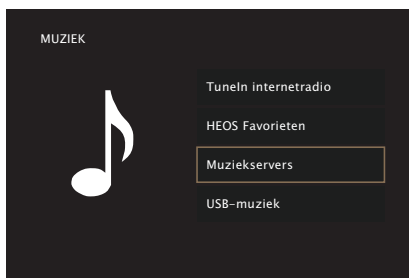 MUZIEK
TuneIn internetradio
HEOS Favorieten
Muziekservers
USB-muziek